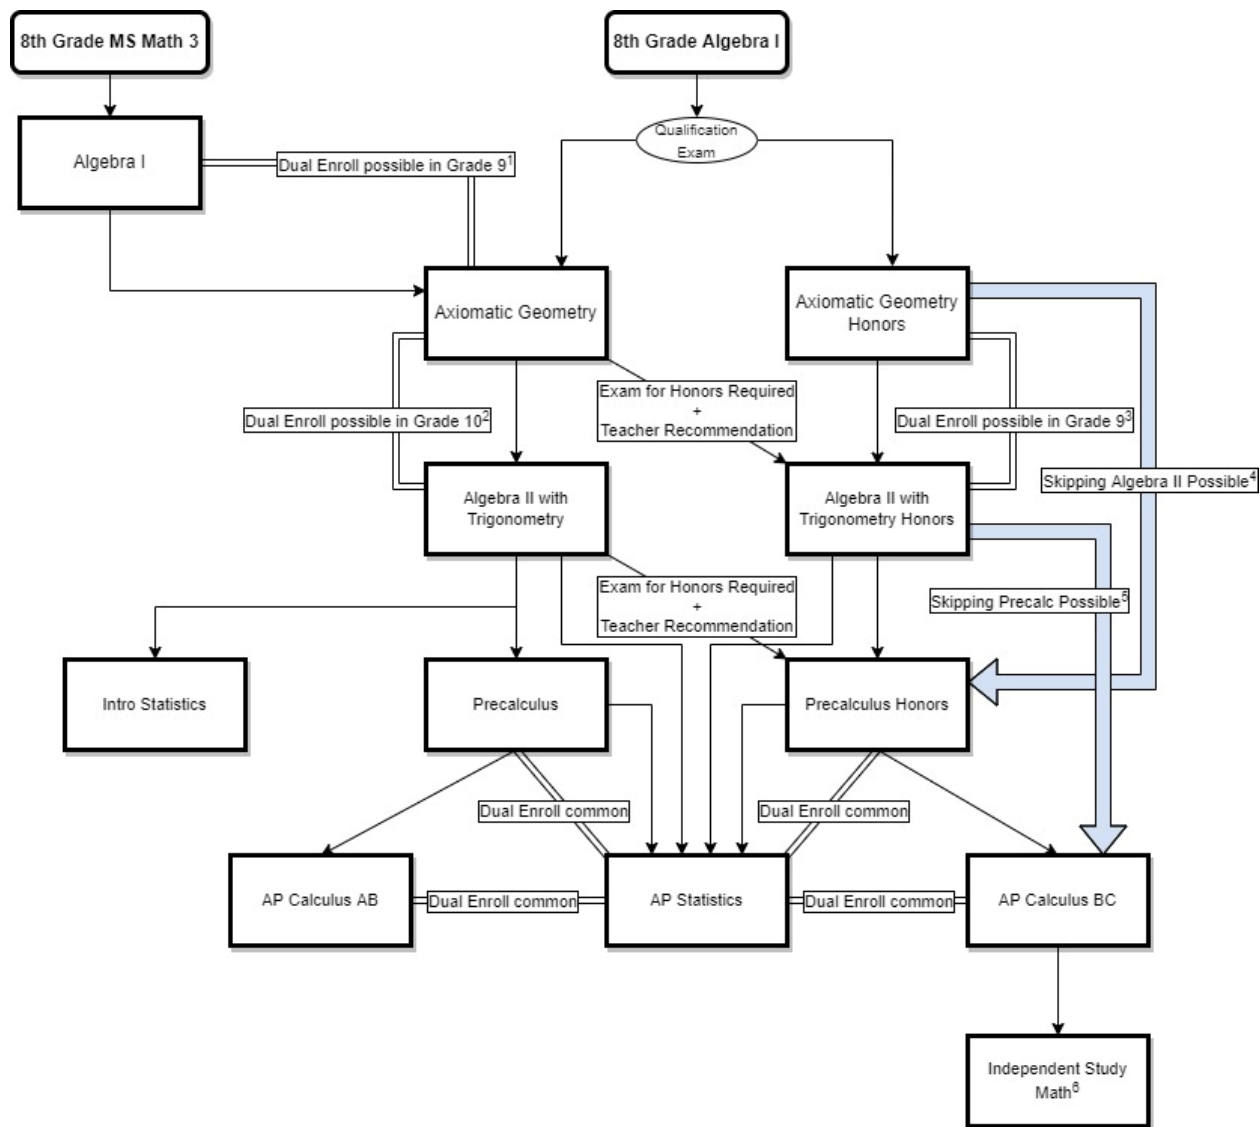 8th Grade MS Math 3
8th Grade Algebra I
Qualification
Exam
Algebra I
Dual Enroll possible in Grade 9¹
Axiomatic Geometry
Axiomatic Geometry
Honors
Exam for Honors Required
+
Teacher Recommendation
Dual Enroll possible in Grade 10²
Dual Enroll possible in Grade 9³
Skipping Algebra II Possible⁴
Algebra II with
Trigonometry
Algebra II with
Trigonometry Honors
Exam for Honors Required
+
Teacher Recommendation
Skipping Precalc Possible⁵
Intro Statistics
Precalculus
Precalculus Honors
Dual Enroll common
Dual Enroll common
AP Calculus AB
Dual Enroll common
AP Statistics
Dual Enroll common
AP Calculus BC
Independent Study
Math⁶